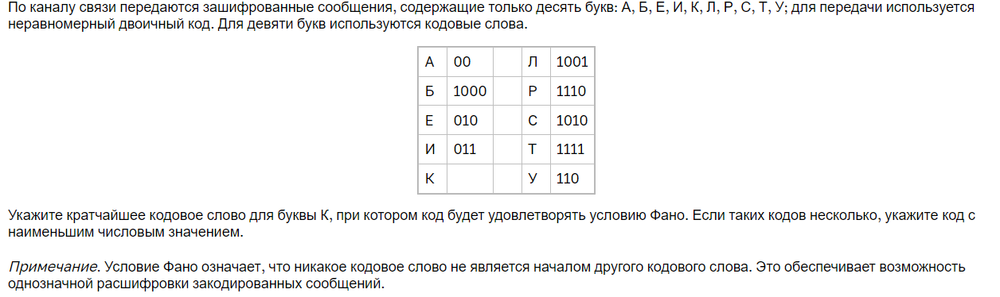 По каналу связи передаются зашифрованные сообщения, содержащие только десять букв: А, Б, Е, И, К, Л, Р, С, Т, У; для передачи используется
неравномерный двоичный код. Для девяти букв используются кодовые слова.
А 00 Л 1001
Б 1000 Р 1110
Е 010 С 1010
И 011 Т 1111
К У 110
Укажите кратчайшее кодовое слово для буквы К, при котором код будет удовлетворять условию Фано. Если таких кодов несколько, укажите код с
наименьшим числовым значением.
Примечание. Условие Фано означает, что никакое кодовое слово не является началом другого кодового слова. Это обеспечивает возможность
однозначной расшифровки закодированных сообщений.